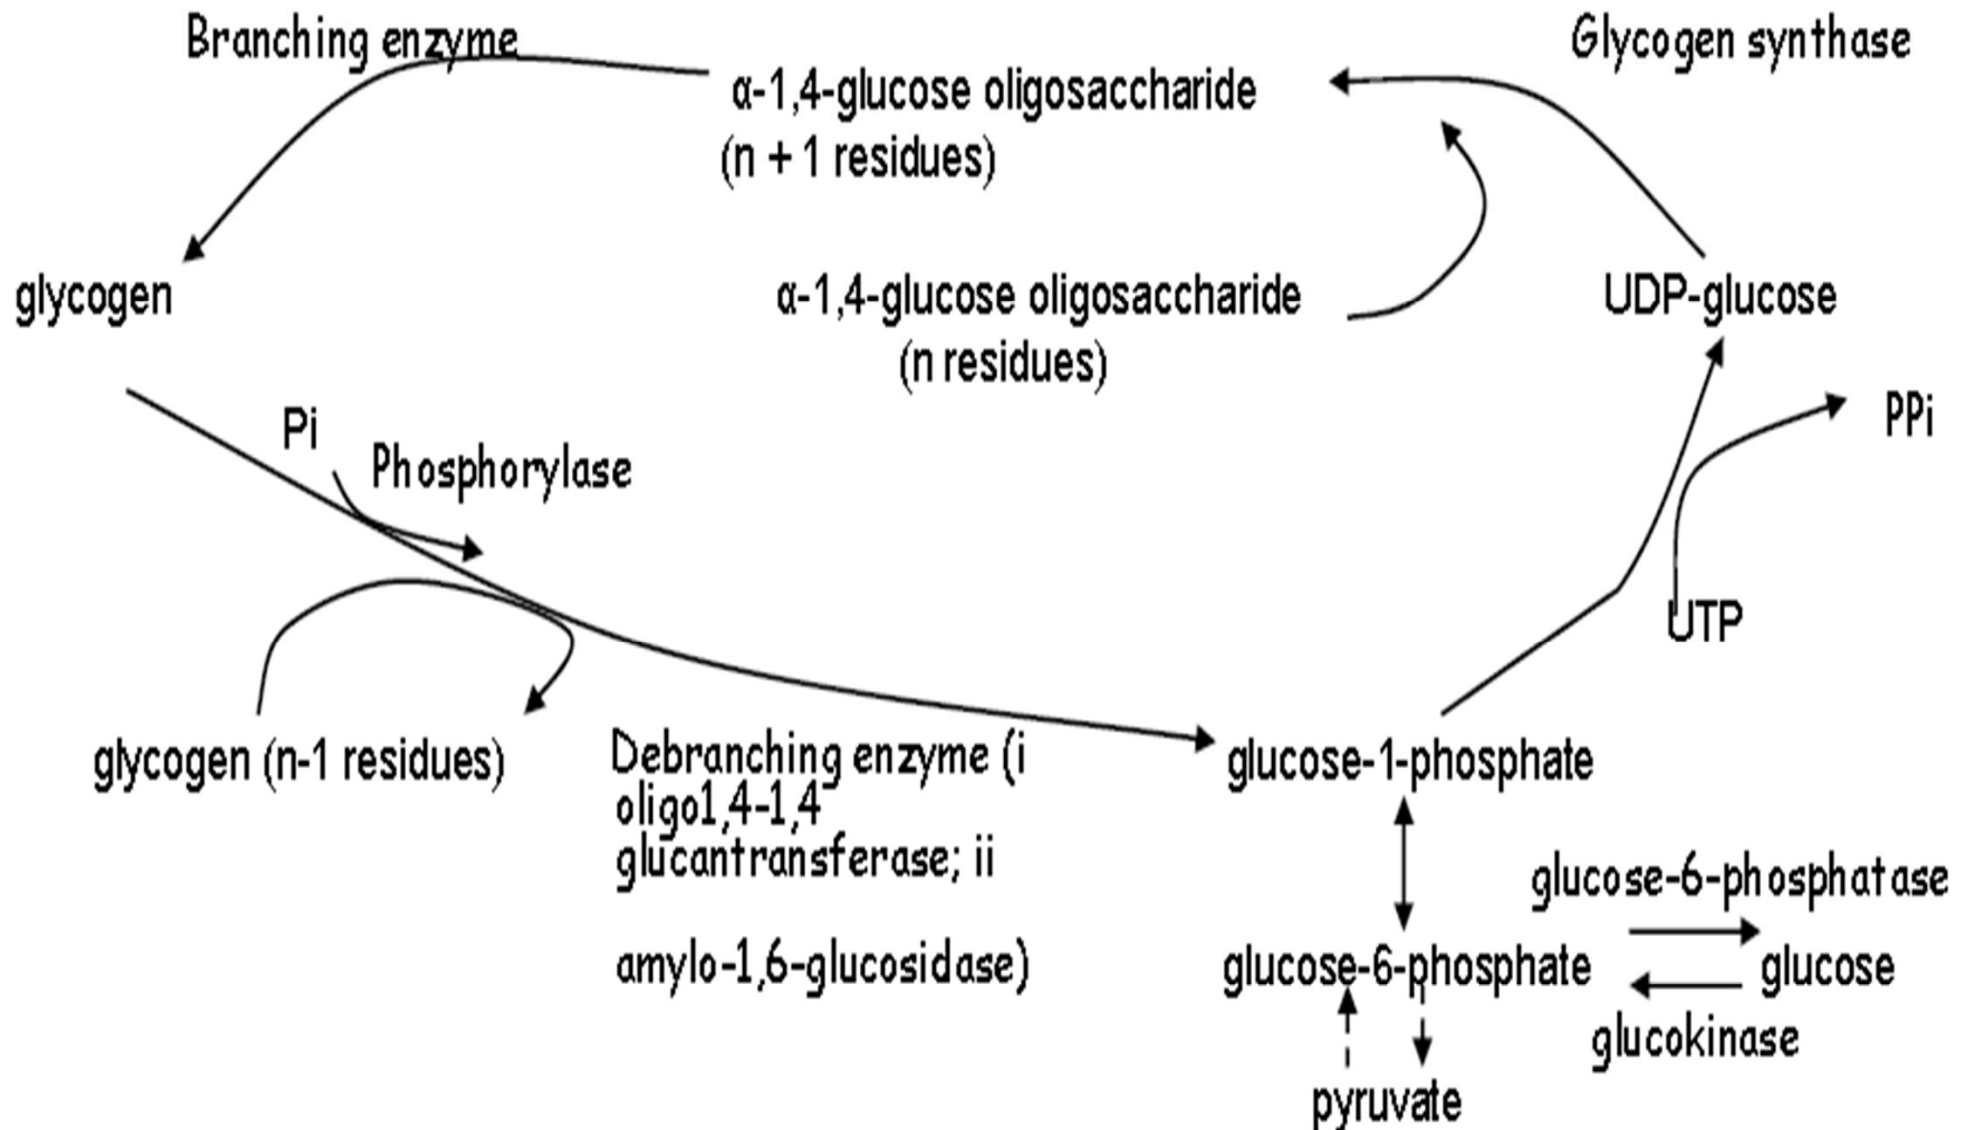 Branching enzyme
Glycogen synthase
α-1,4-glucose oligosaccharide
(n + 1 residues)
glycogen
α-1,4-glucose oligosaccharide
(n residues)
UDP-glucose
Pi
PPi
Phosphorylase
UTP
glycogen (n-1 residues)
Debranching enzyme (i
oligo1,4-1,4
glucantransferase; ii
amylo-1,6-glucosidase)
glucose-1-phosphate
glucose-6-phosphatase
glucose-6-phosphate
glucose
glucokinase
pyruvate